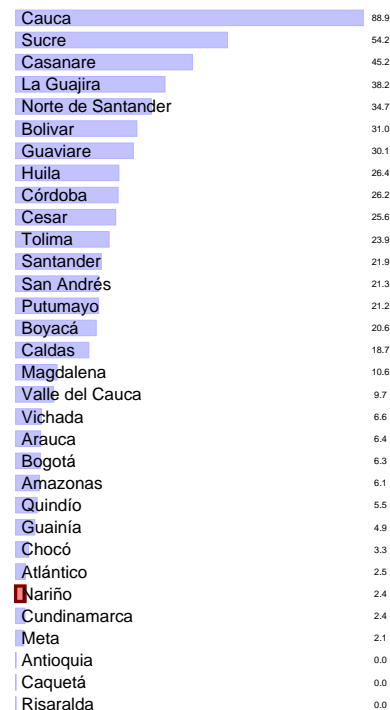 Cauca 88.9
Sucre 54.2
Casanare 45.2
La Guajira 38.2
Norte de Santander 34.7
Bolivar 31.0
Guaviare 30.1
Huila 26.4
Córdoba 26.2
Cesar 25.6
Tolima 23.9
Santander 21.9
San Andrés 21.3
Putumayo 21.2
Boyacá 20.6
Caldas 18.7
Magdalena 10.6
Valle del Cauca 9.7
Vichada 6.6
Arauca 6.4
Bogotá 6.3
Amazonas 6.1
Quindío 5.5
Guainía 4.9
Chocó 3.3
Atlántico 2.5
Nariño 2.4
Cundinamarca 2.4
Meta 2.1
Antioquia 0.0
Caquetá 0.0
Risaralda 0.0